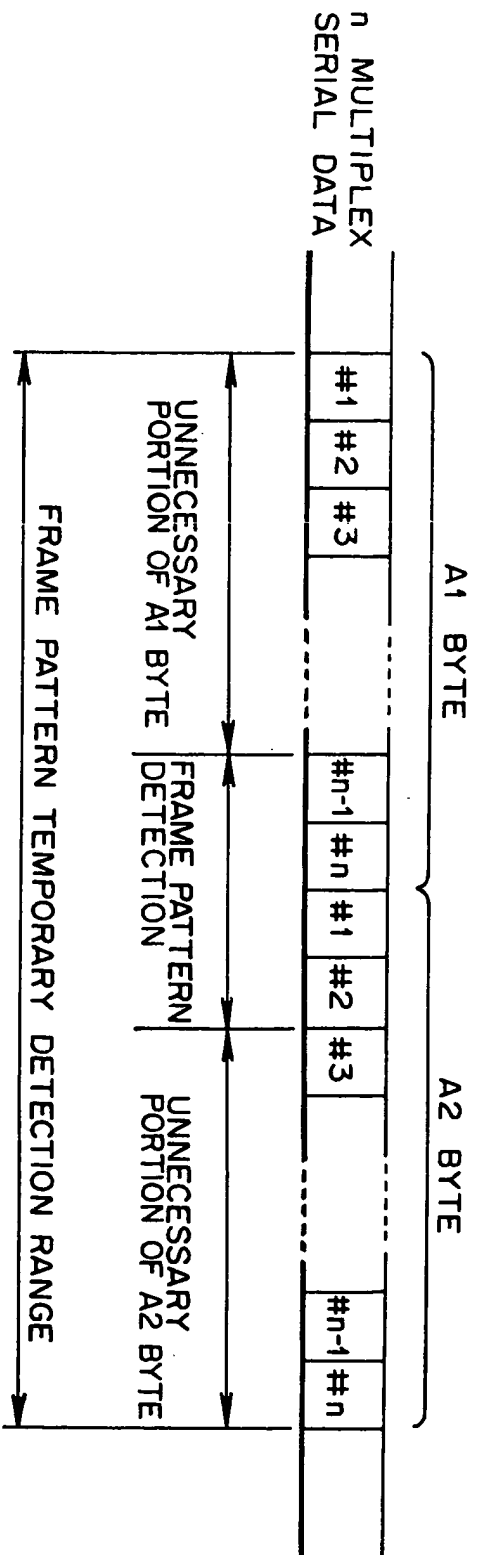 A1 BYTE
A2 BYTE
n MULTIPLEX
SERIAL DATA
#1 #2 #3 #n-1 #n #1 #2 #3 #n-1 #n
UNNECESSARY
PORTION OF A1 BYTE
FRAME PATTERN
DETECTION
UNNECESSARY
PORTION OF A2 BYTE
FRAME PATTERN TEMPORARY DETECTION RANGE